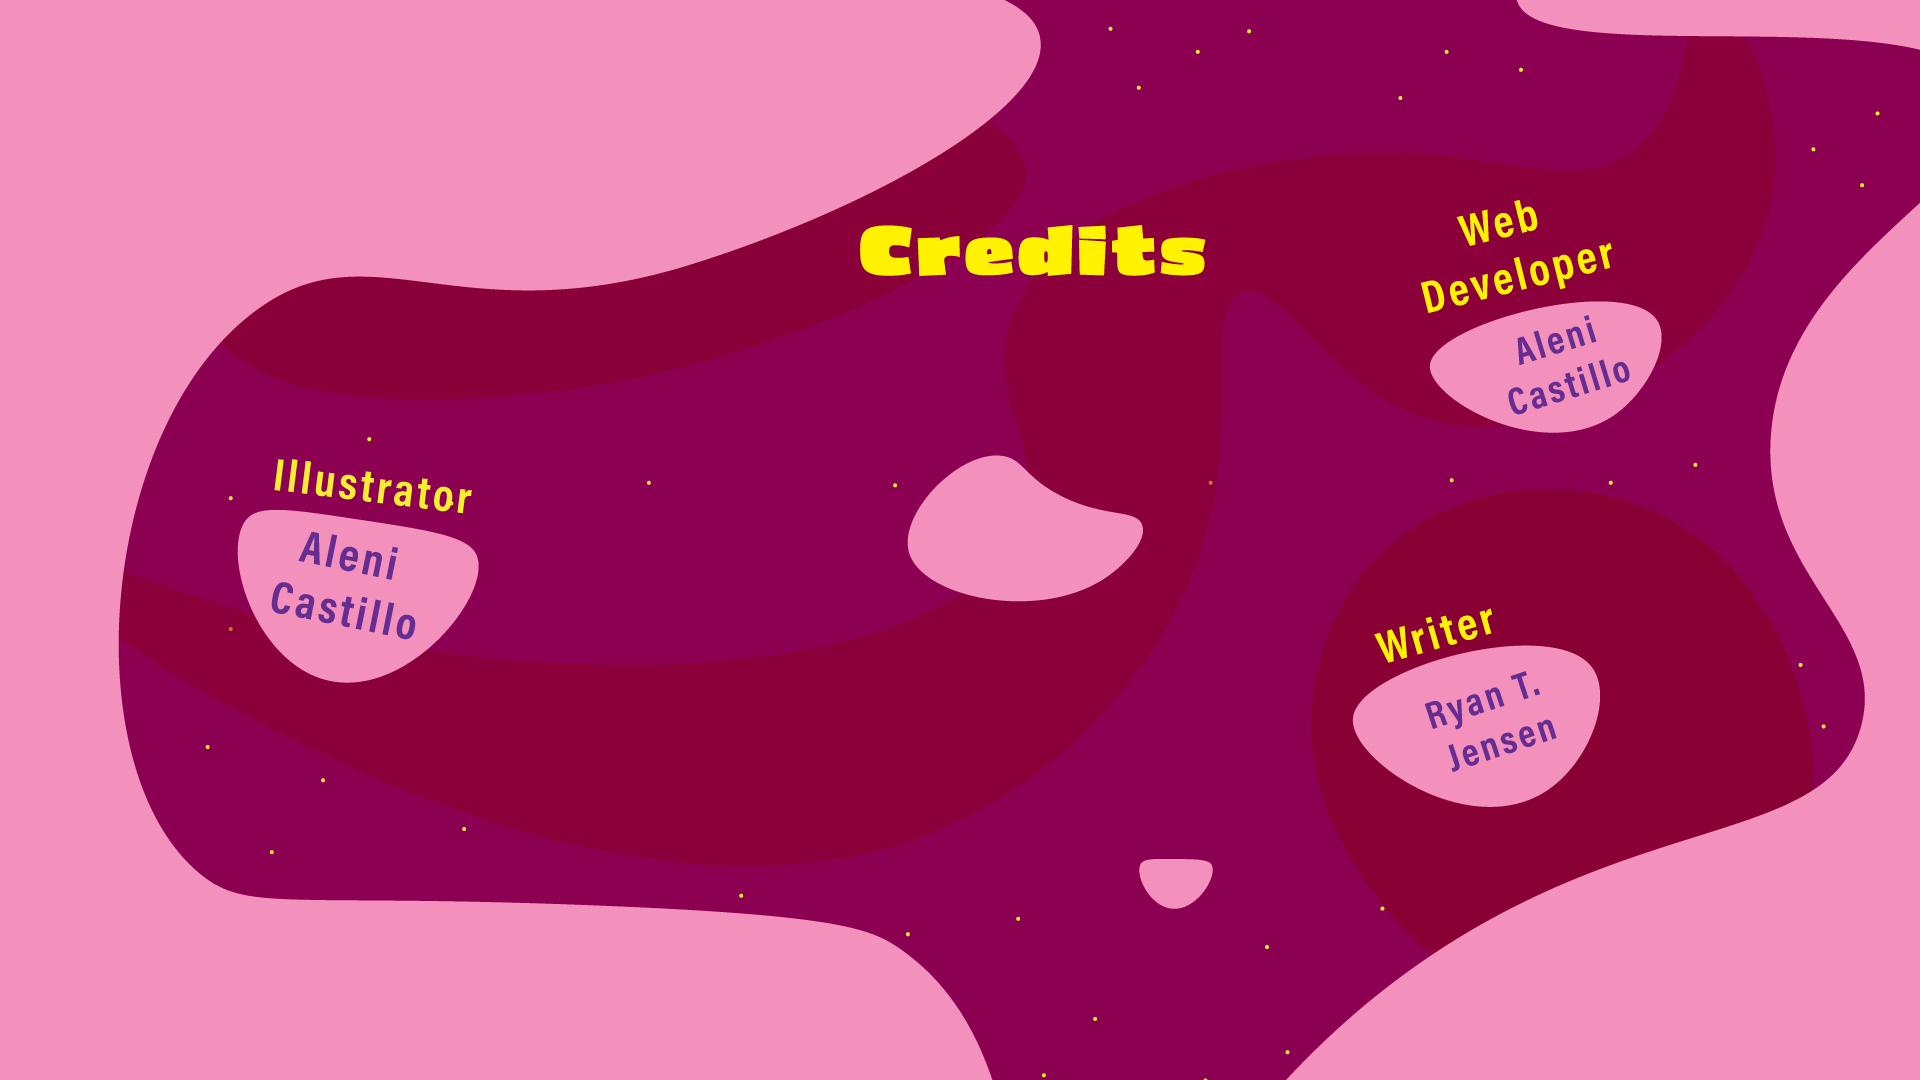 Credits
Web
Developer
Aleni
Castillo
Illustrator
Aleni
Castillo
Writer
Ryan T.
Jensen